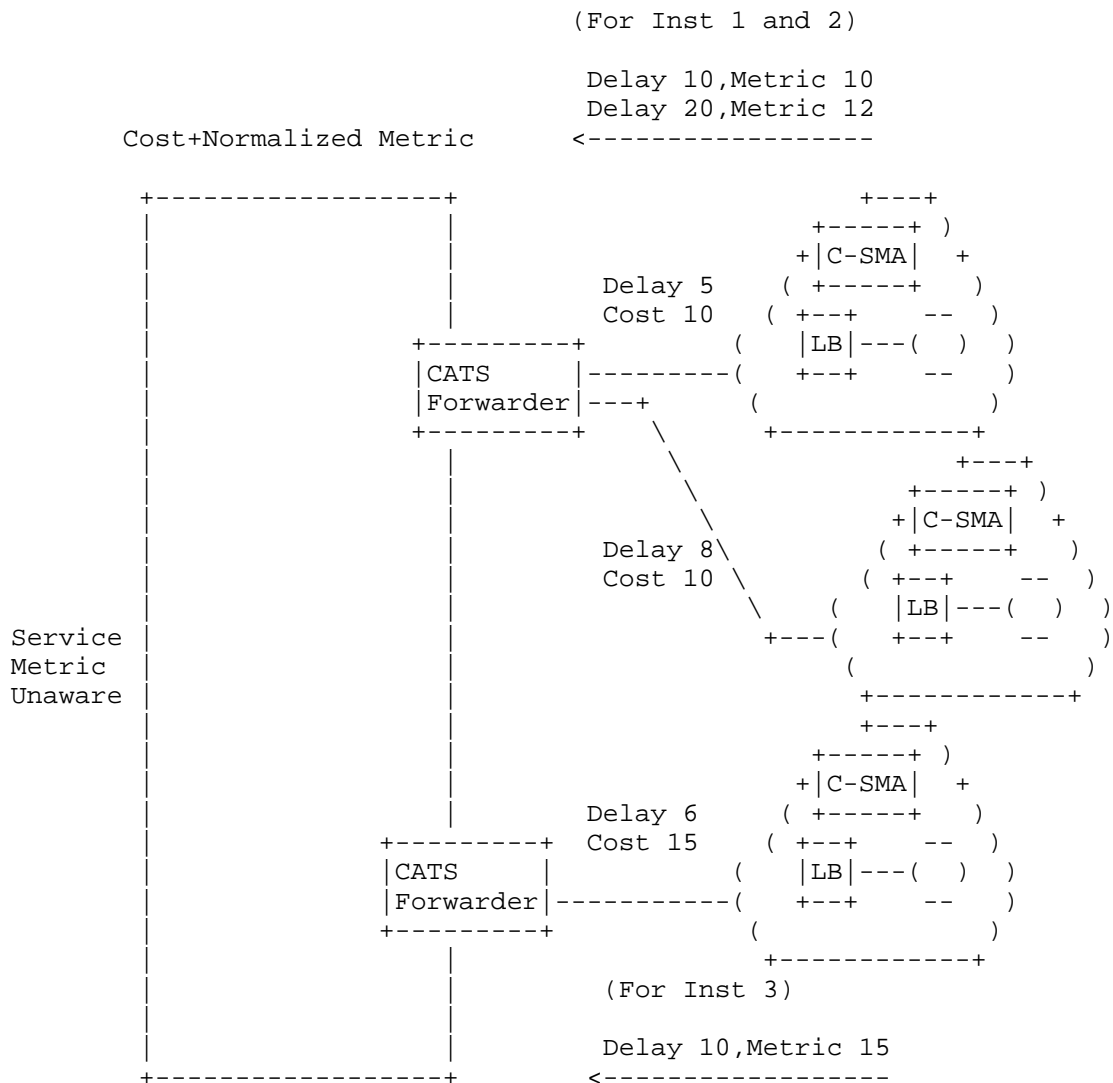 (For Inst 1 and 2)
Delay 10,Metric 10
Delay 20,Metric 12
Cost+Normalized Metric
C-SMA
Delay 5
Cost 10
LB
CATS
Forwarder
C-SMA
Delay 8
Cost 10
LB
Service
Metric
Unaware
C-SMA
Delay 6
Cost 15
LB
CATS
Forwarder
(For Inst 3)
Delay 10,Metric 15